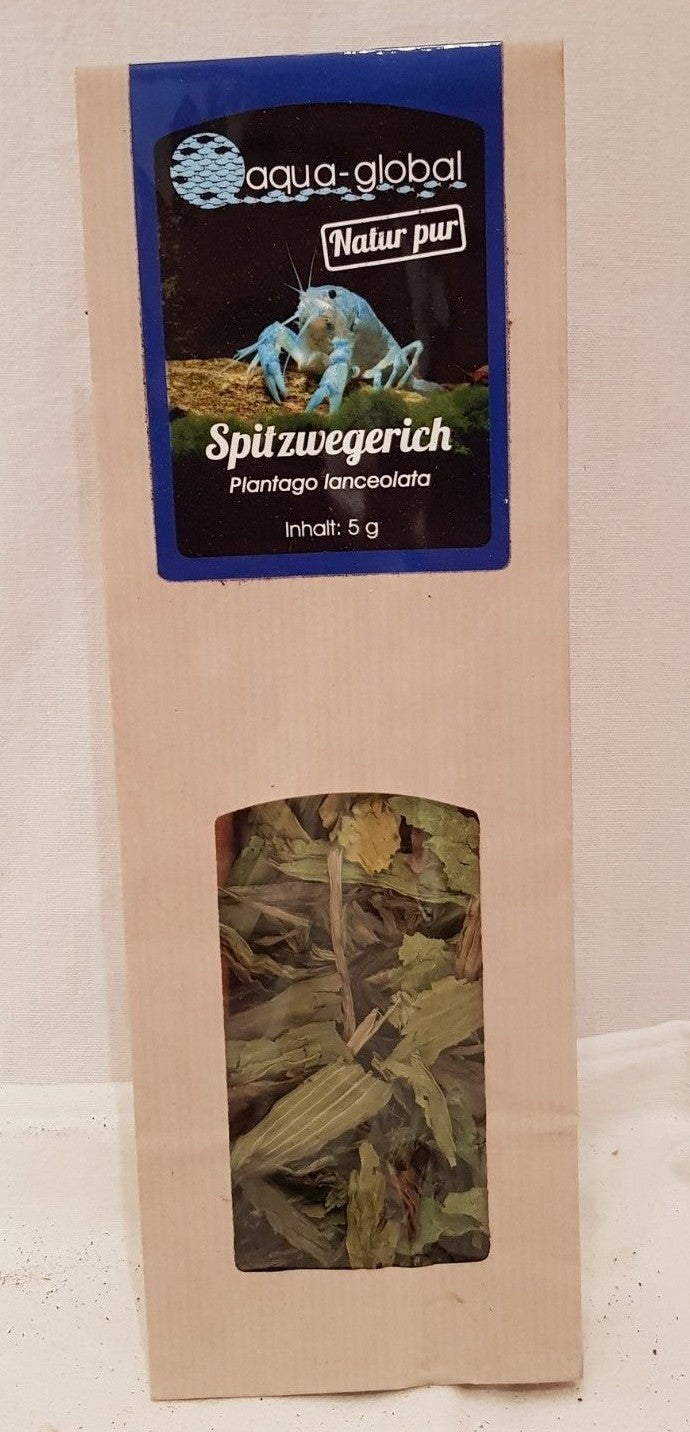 aqua-global
Natur pur
Spitzwegerich
Plantago lanceolata
Inhalt: 5 g